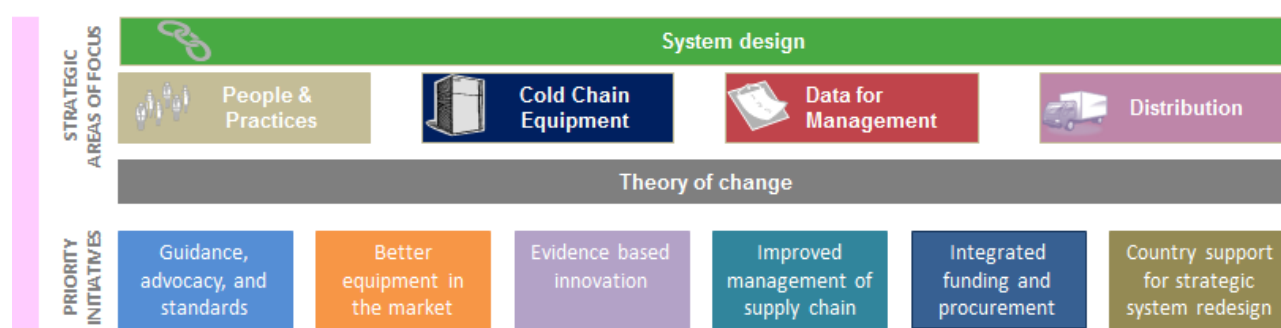 STRATEGIC
AREAS OF FOCUS
System design
People &
Practices
Cold Chain
Equipment
Data for
Management
Distribution
Theory of change
PRIORITY
INITIATIVES
Guidance,
advocacy, and
standards
Better
equipment in
the market
Evidence based
innovation
Improved
management of
supply chain
Integrated
funding and
procurement
Country support
for strategic
system redesign